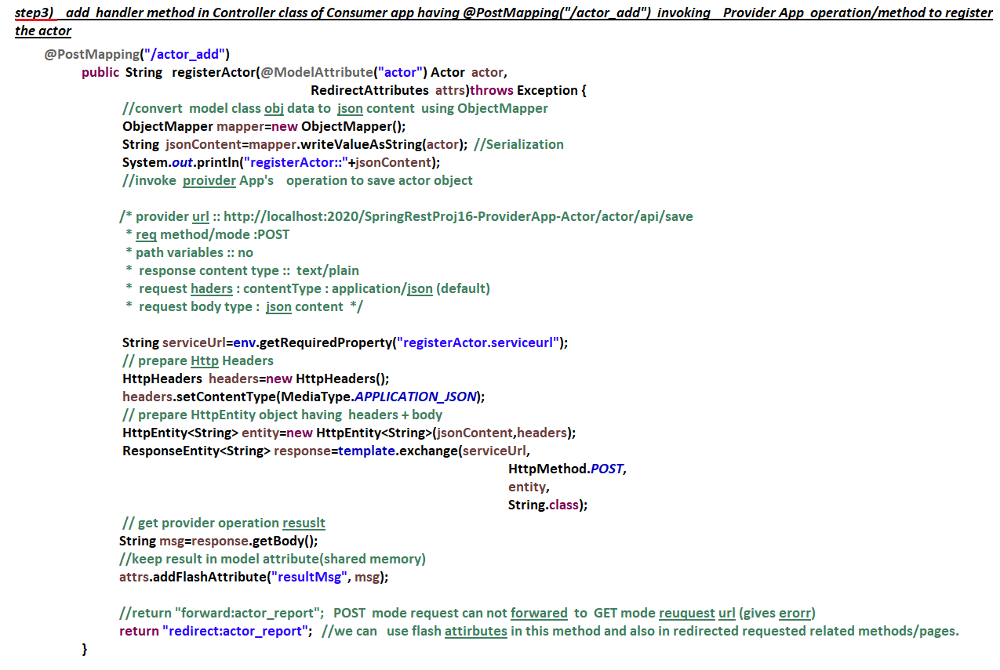 step3)   add  handler method in Controller class of Consumer app having @PostMapping("/actor_add")  invoking    Provider App  operation/method to register
the actor
@PostMapping("/actor_add")
public  String   registerActor(@ModelAttribute("actor") Actor  actor,
RedirectAttributes  attrs)throws Exception {
//convert  model class obj data to  json content  using ObjectMapper
ObjectMapper mapper=new ObjectMapper();
String  jsonContent=mapper.writeValueAsString(actor);  //Serialization
System.out.println("registerActor::"+jsonContent);
//invoke  proivder App's    operation to save actor object
/* provider url :: http://localhost:2020/SpringRestProj16-ProviderApp-Actor/actor/api/save
* req method/mode :POST
* path variables :: no
*  response content type ::  text/plain
*  request haders : contentType : application/json (default)
*  request body type :  json content  */
String serviceUrl=env.getRequiredProperty("registerActor.serviceurl");
// prepare Http Headers
HttpHeaders  headers=new HttpHeaders();
headers.setContentType(MediaType.APPLICATION_JSON);
// prepare HttpEntity object having  headers + body
HttpEntity<String> entity=new HttpEntity<String>(jsonContent,headers);
ResponseEntity<String> response=template.exchange(serviceUrl,
HttpMethod.POST,
entity,
String.class);
// get provider operation resuslt
String msg=response.getBody();
//keep result in model attribute(shared memory)
attrs.addFlashAttribute("resultMsg", msg);
//return "forward:actor_report";   POST  mode request can not forwared  to  GET mode reuquest url (gives erorr)
return "redirect:actor_report";   //we can   use flash attirbutes in this method and also in redirected requested related methods/pages.
}